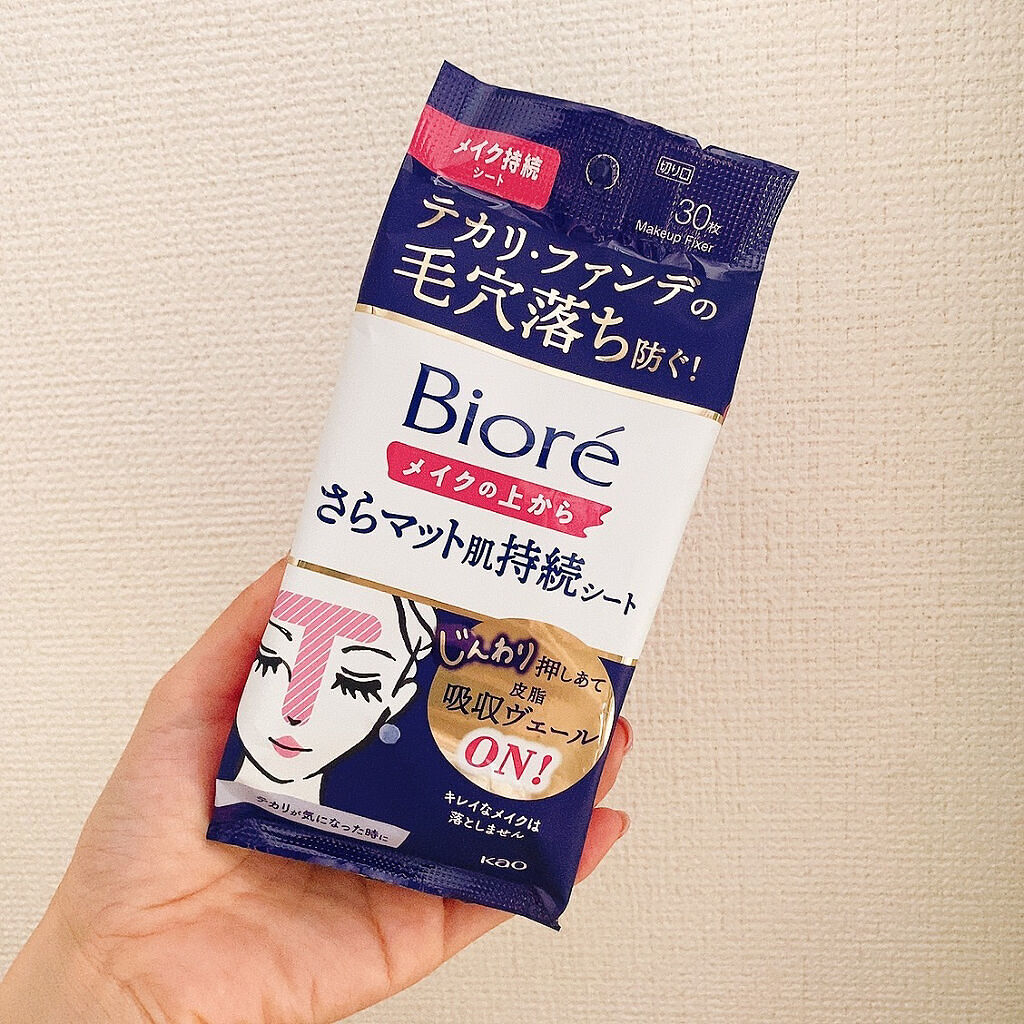 メイク持続
シート
切り口
30枚
Makeup Fixer
テカリ・ファンデの
毛穴落ち防ぐ!
Bioré
メイクの上から
さらマット肌持続シート
じんわり押しあて
皮脂
吸収ヴェール
ON!
テカリが気になった時に
キレイなメイクは
落としません
Kao